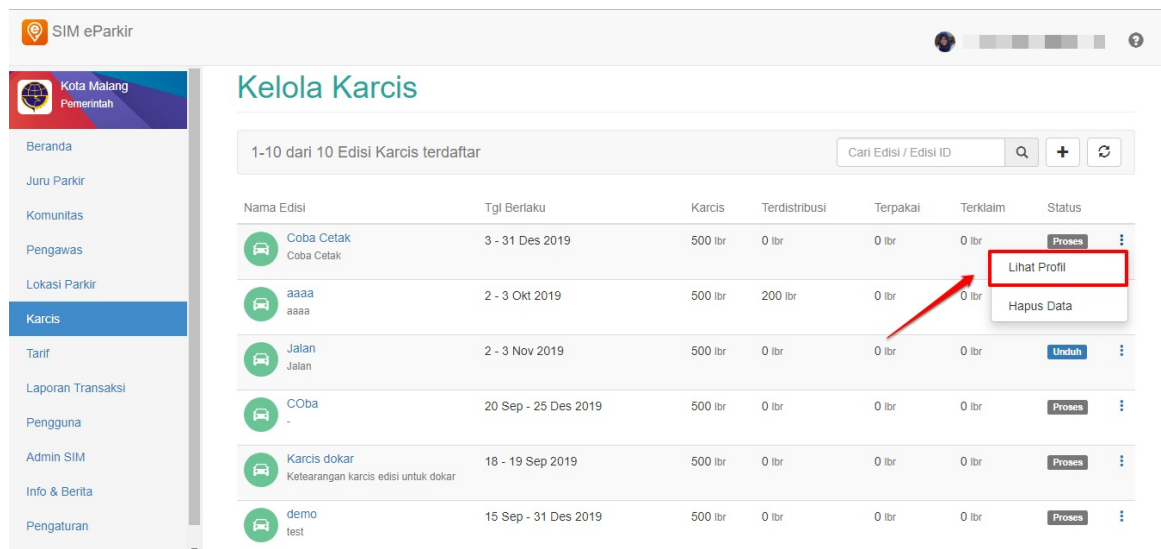 SIM eParkir
Kota Malang
Pemerintah
Beranda
Juru Parkir
Komunitas
Pengawas
Lokasi Parkir
Karcis
Tarif
Laporan Transaksi
Pengguna
Admin SIM
Info & Berita
Pengaturan
Kelola Karcis
1-10 dari 10 Edisi Karcis terdaftar
Cari Edisi / Edisi ID
Nama Edisi Tgl Berlaku Karcis Terdistribusi Terpakai Terklaim Status
Coba Cetak 3 - 31 Des 2019 500 lbr 0 lbr 0 lbr 0 lbr Proses
Coba Cetak
Lihat Profil
aaaa 2 - 3 Okt 2019 500 lbr 200 lbr 0 lbr 0 lbr
aaaa
Hapus Data
Jalan 2 - 3 Nov 2019 500 lbr 0 lbr 0 lbr 0 lbr Unduh
Jalan
COba 20 Sep - 25 Des 2019 500 lbr 0 lbr 0 lbr 0 lbr Proses
-
Karcis dokar 18 - 19 Sep 2019 500 lbr 0 lbr 0 lbr 0 lbr Proses
Ketearangan karcis edisi untuk dokar
demo 15 Sep - 31 Des 2019 500 lbr 0 lbr 0 lbr 0 lbr Proses
test